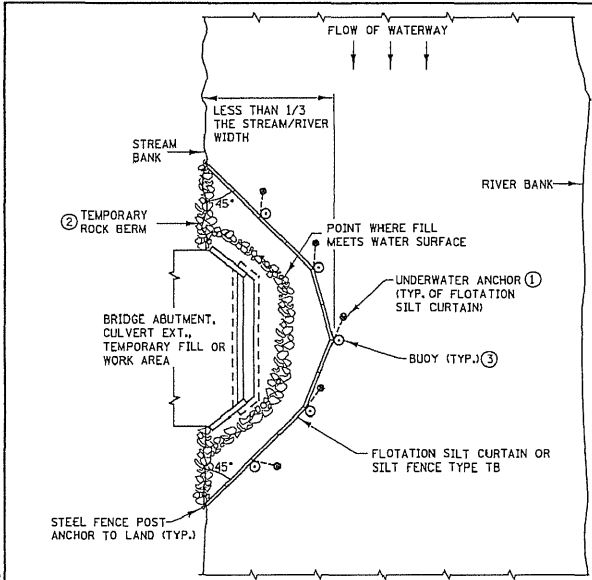 FLOW OF WATERWAY
LESS THAN 1/3
THE STREAM/RIVER
WIDTH
STREAM
BANK
RIVER BANK
45°
② TEMPORARY
ROCK BERM
POINT WHERE FILL
MEETS WATER SURFACE
UNDERWATER ANCHOR ①
(TYP. OF FLOTATION
SILT CURTAIN)
BRIDGE ABUTMENT,
CULVERT EXT.,
TEMPORARY FILL OR
WORK AREA
BUOY (TYP.) ③
FLOTATION SILT CURTAIN OR
SILT FENCE TYPE TB
45°
STEEL FENCE POST
ANCHOR TO LAND (TYP.)